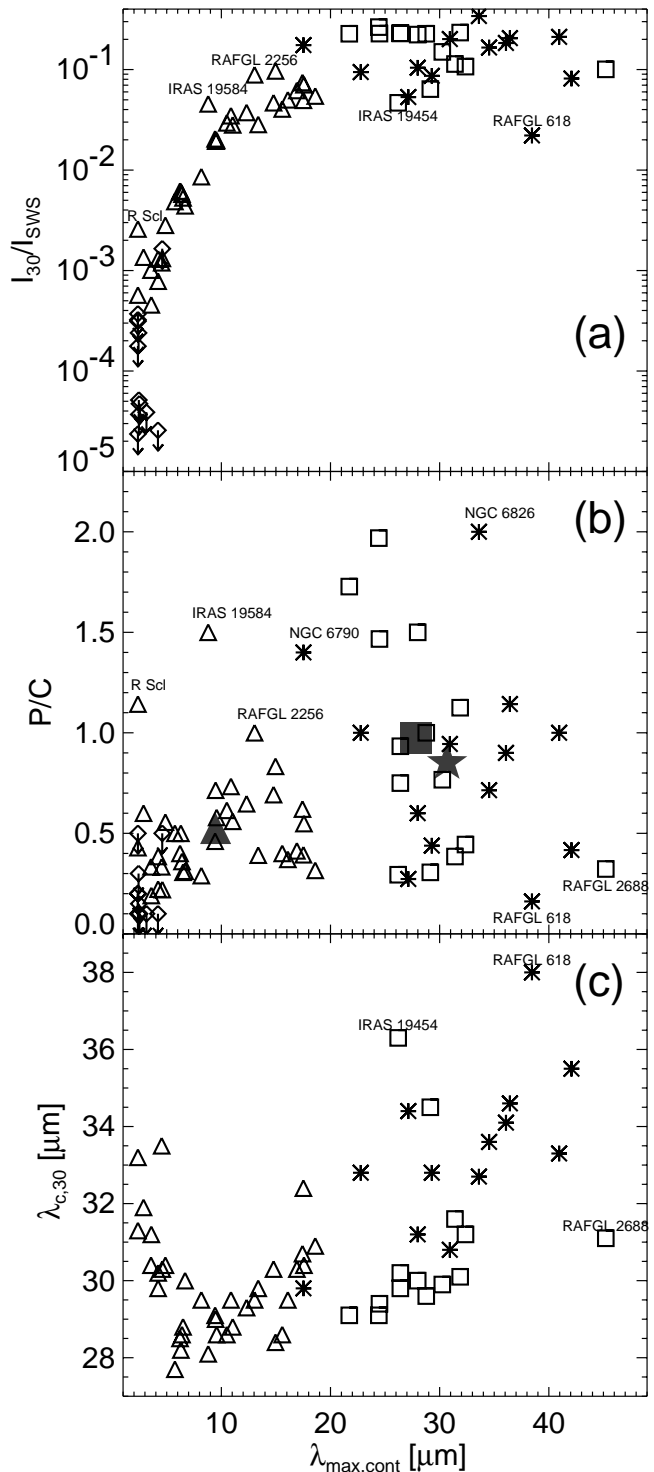 10⁻¹
10⁻²
10⁻³
10⁻⁴
10⁻⁵
I₃₀/I_SWS
RAFGL 2256
IRAS 19584
R Scl
IRAS 19454
RAFGL 618
(a)
2.0
1.5
1.0
0.5
0.0
P/C
NGC 6826
(b)
IRAS 19584
NGC 6790
R Scl
RAFGL 2256
RAFGL 2688
RAFGL 618
38
36
34
32
30
28
λ_c,30 [μm]
RAFGL 618
(c)
IRAS 19454
RAFGL 2688
10 20 30 40
λ_max.cont [μm]